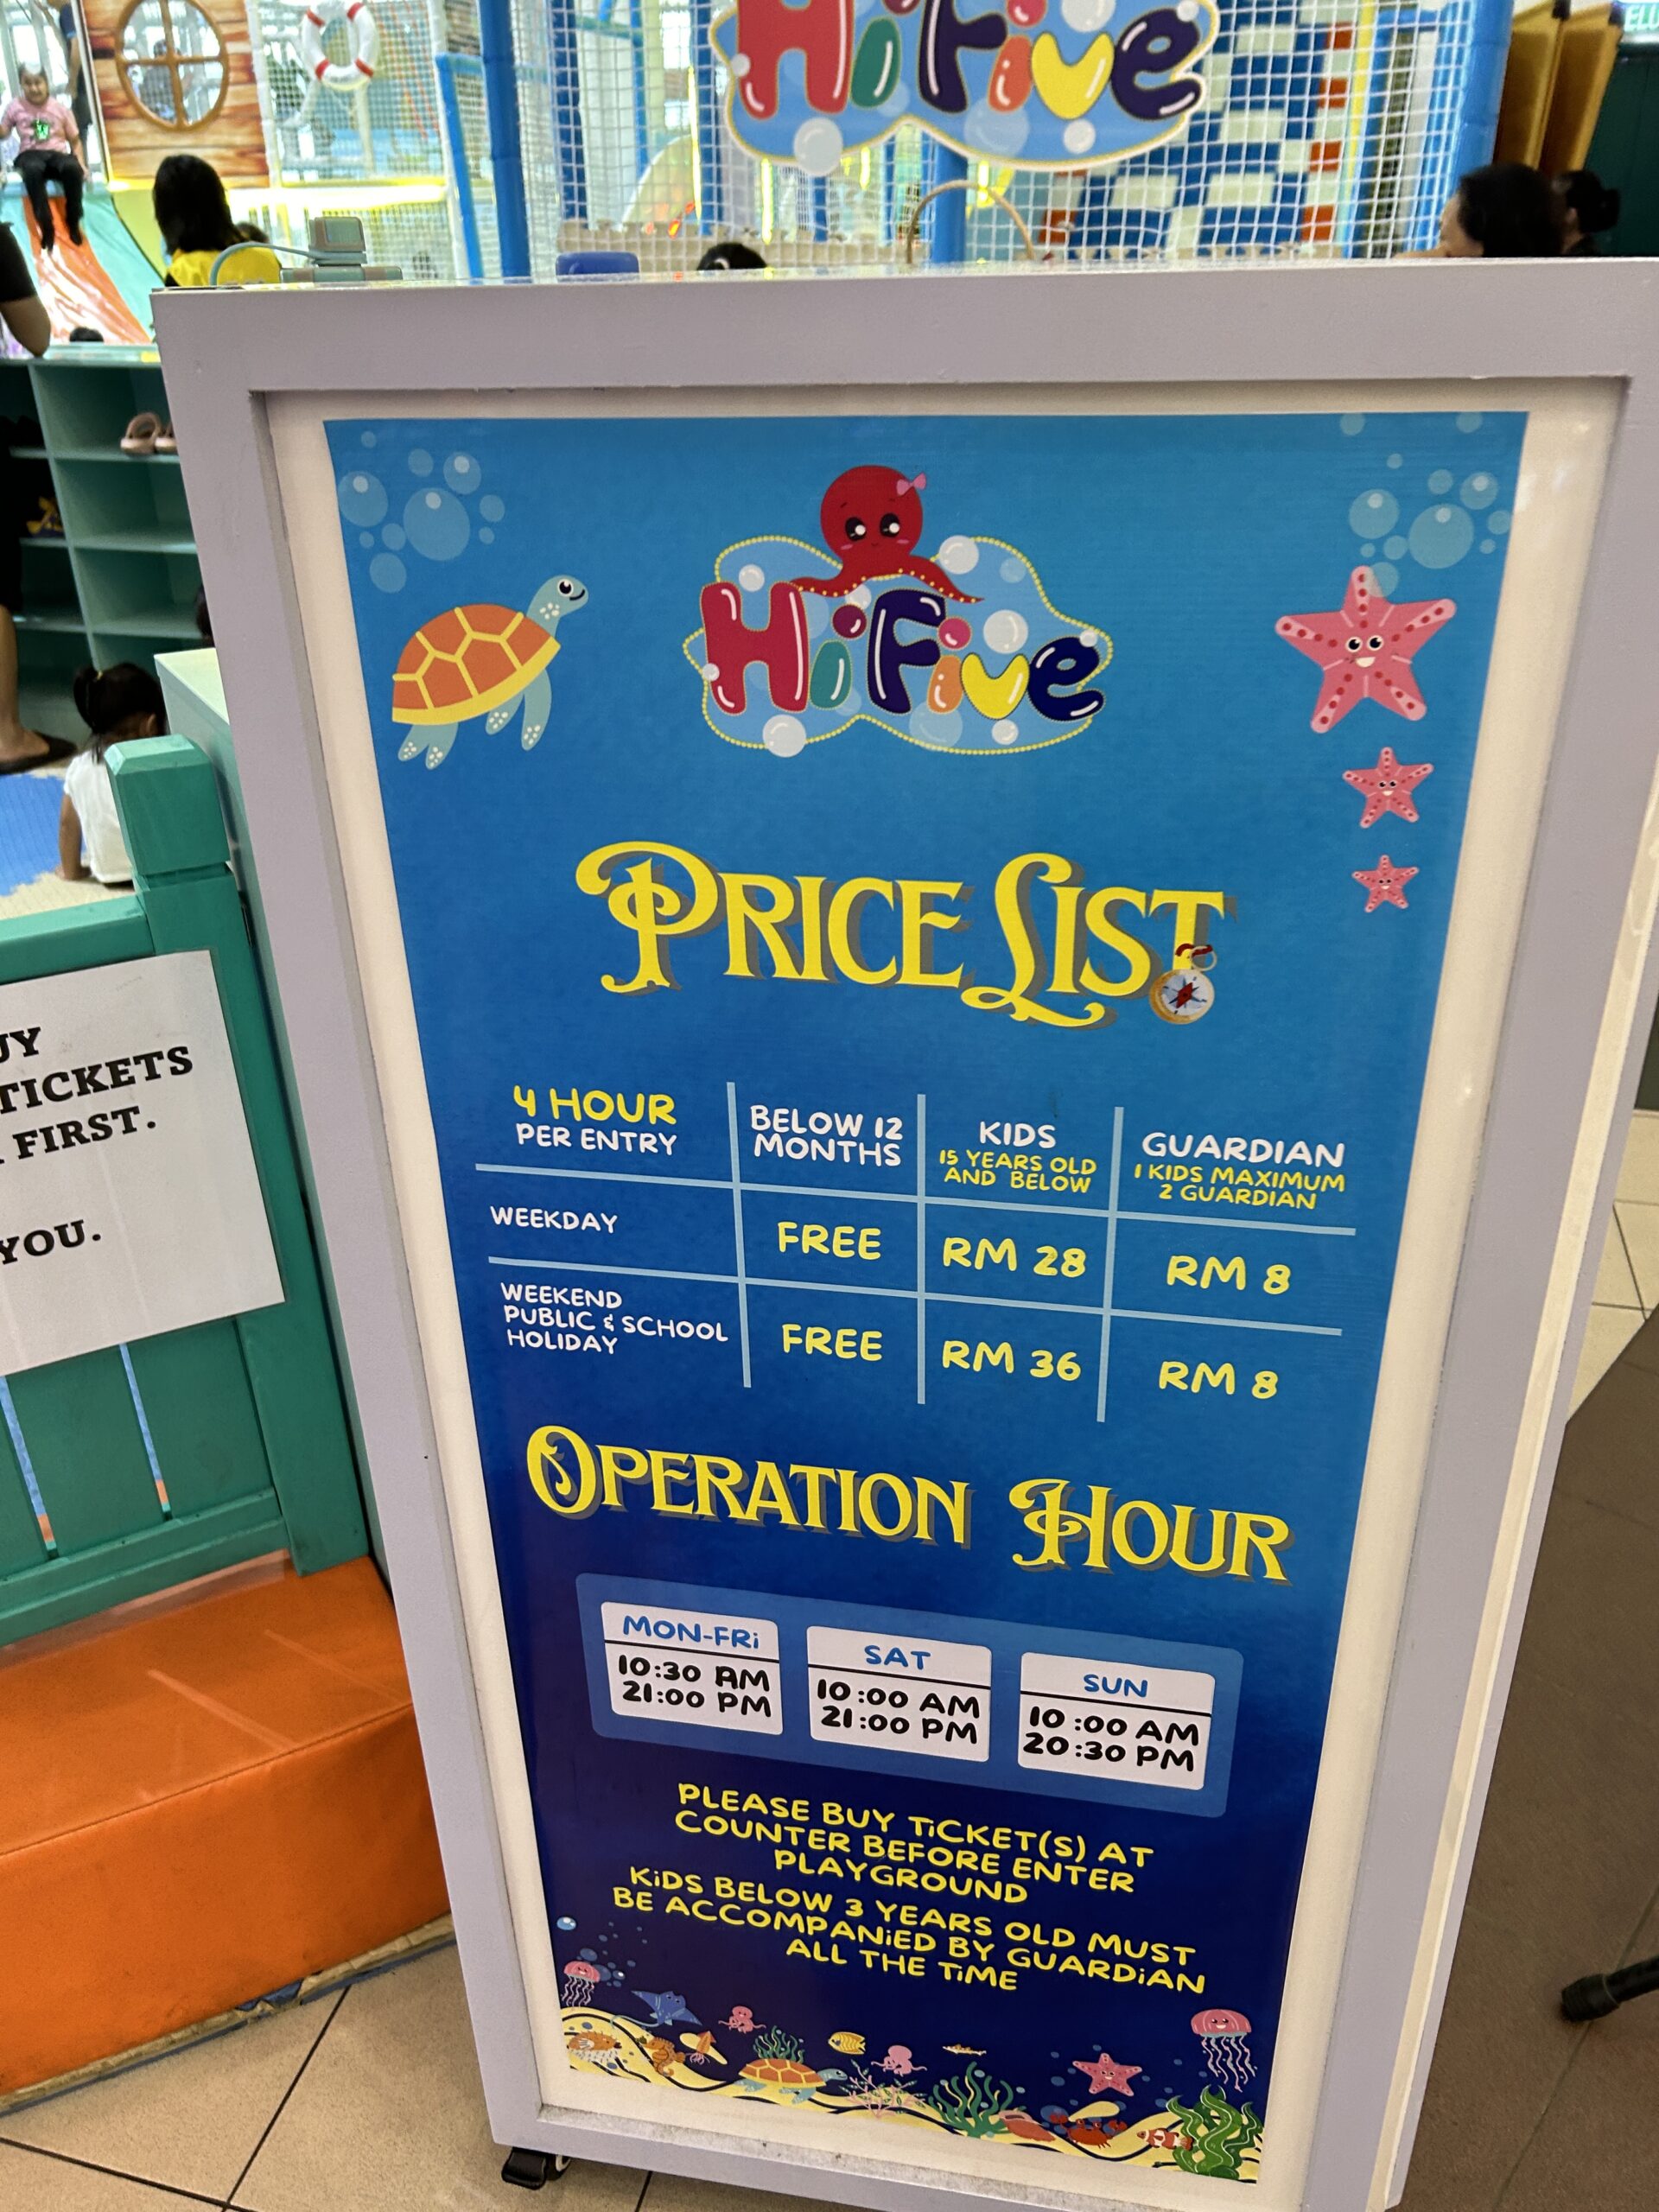 HiFive
HiFive
PRICE LIST
4 HOUR
PER ENTRY
BELOW 12
MONTHS
KIDS
15 YEARS OLD
AND BELOW
GUARDIAN
1 KIDS MAXIMUM
2 GUARDIAN
WEEKDAY
FREE
RM 28
RM 8
WEEKEND
PUBLIC & SCHOOL
HOLIDAY
FREE
RM 36
RM 8
OPERATION HOUR
MON-FRi
10:30 AM
21:00 PM
SAT
10:00 AM
21:00 PM
SUN
10:00 AM
20:30 PM
PLEASE BUY TiCKET(S) AT
COUNTER BEFORE ENTER
PLAYGROUND
KiDS BELOW 3 YEARS OLD MUST
BE ACCOMPANiED BY GUARDiAN
ALL THE TiME
TICKETS
FIRST.
YOU.